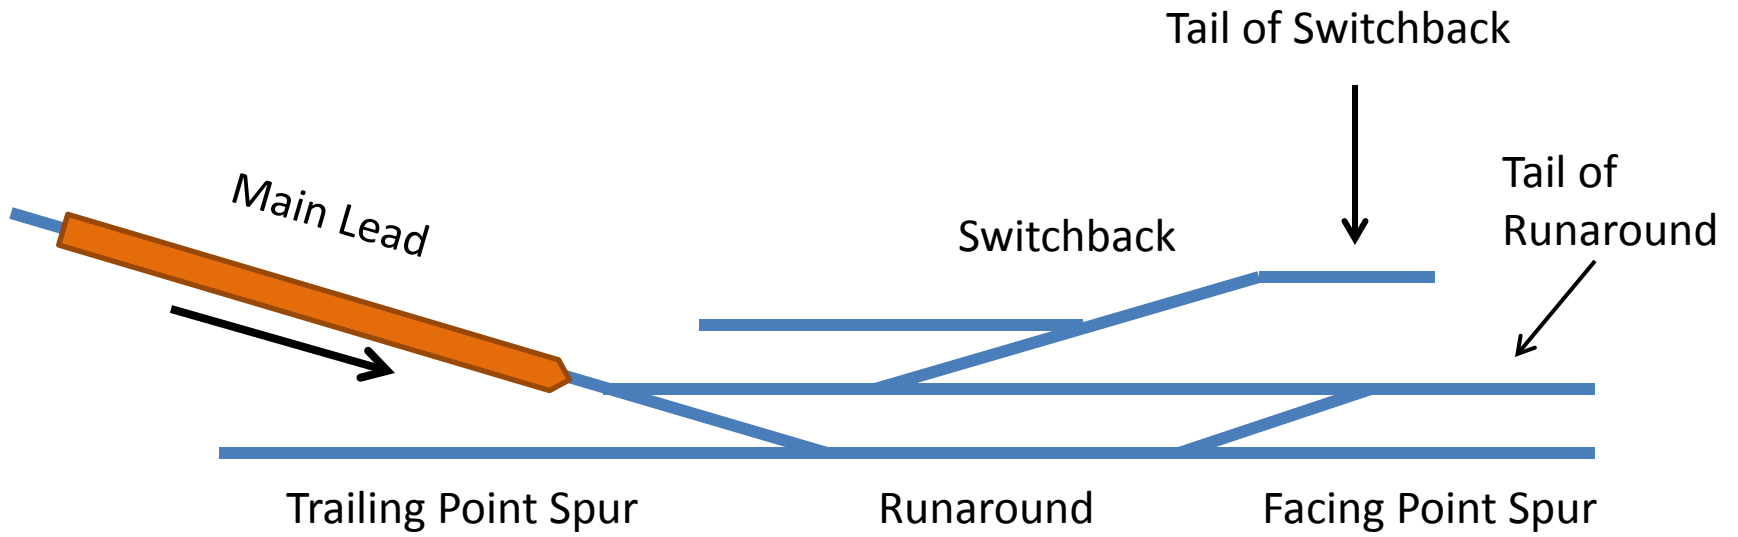 Tail of Switchback
Tail of
Runaround
Main Lead
Switchback
Trailing Point Spur
Runaround
Facing Point Spur